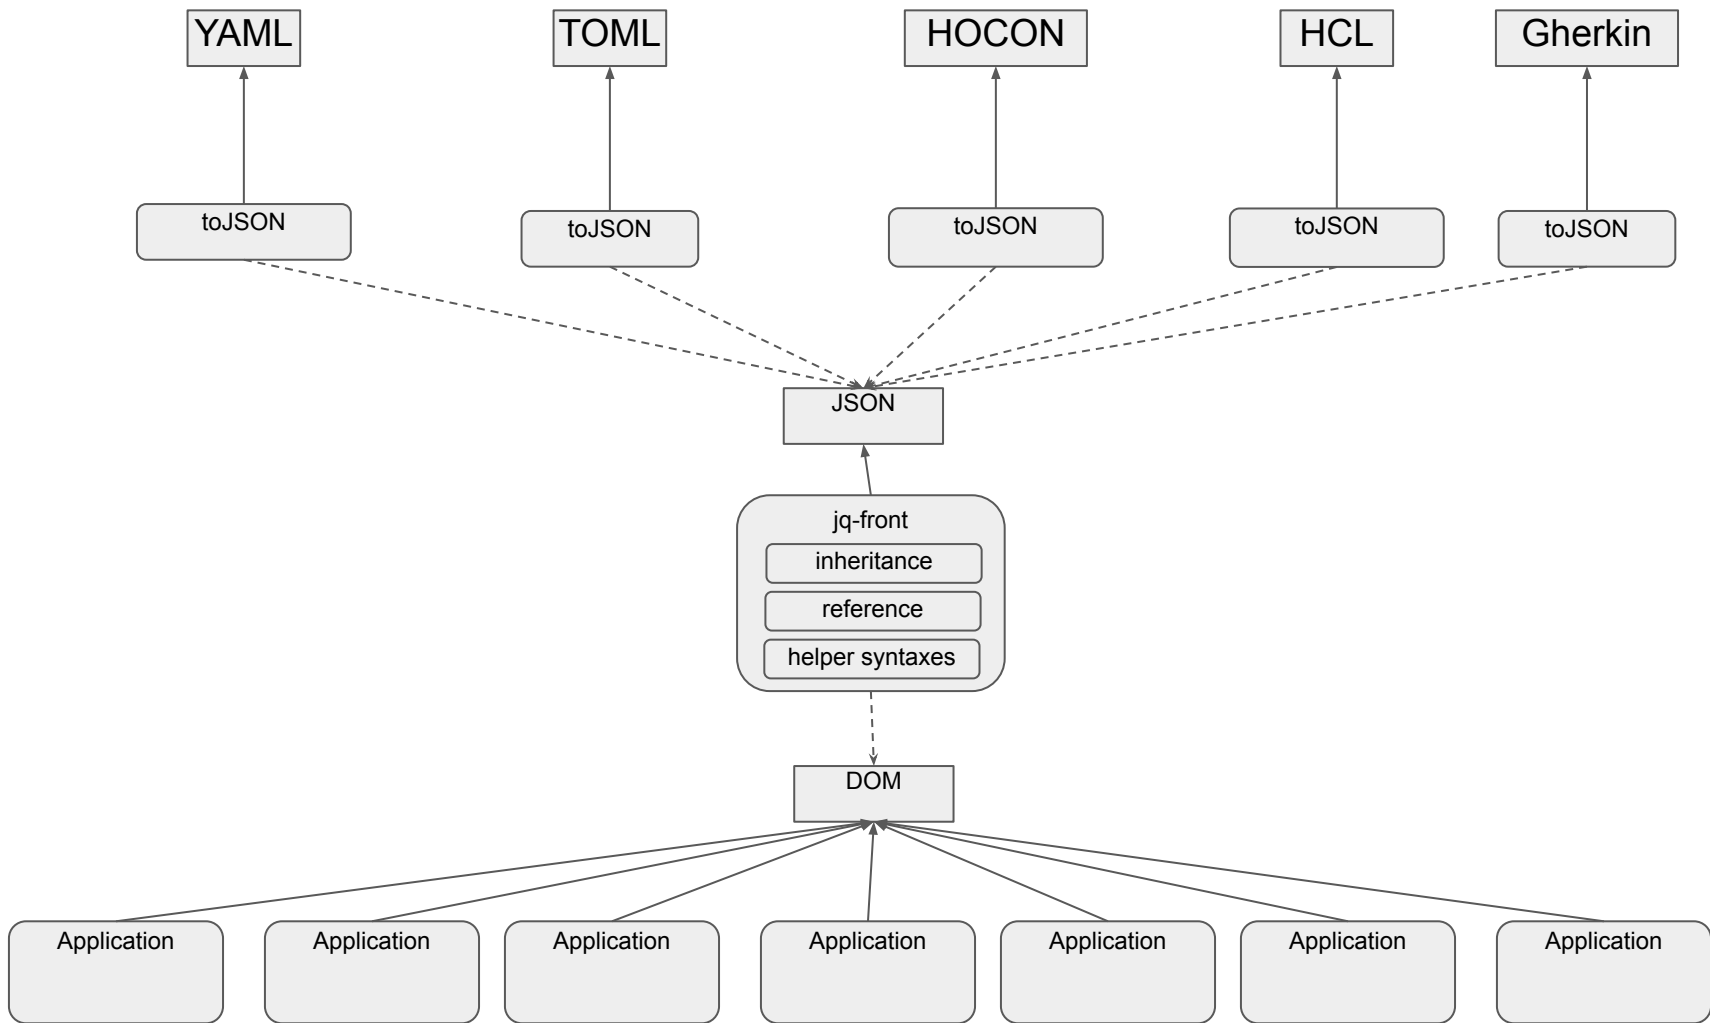 YAML
TOML
HOCON
HCL
Gherkin
toJSON
toJSON
toJSON
toJSON
toJSON
JSON
jq-front
inheritance
reference
helper syntaxes
DOM
Application
Application
Application
Application
Application
Application
Application